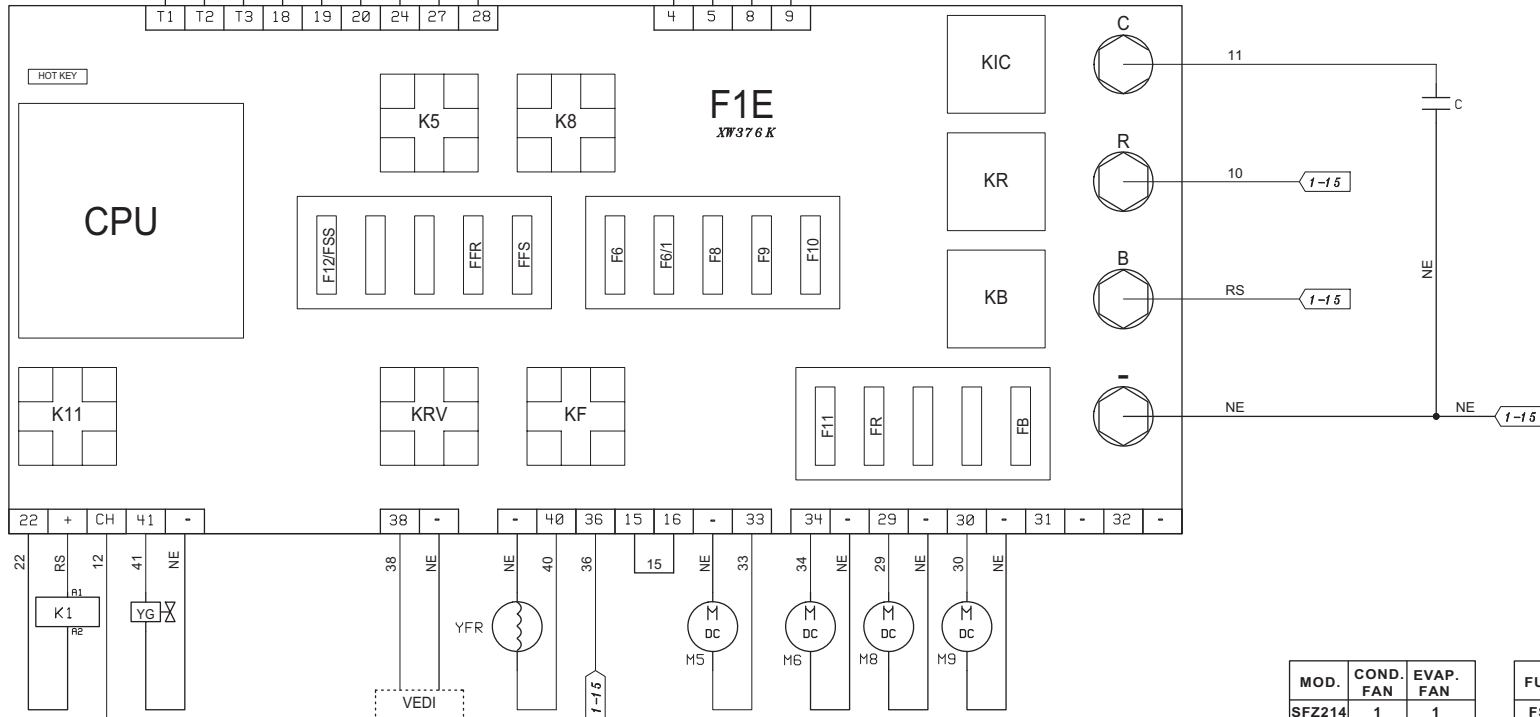 T1 T2 T3 18 19 20 24 27 28
4 5 8 9
HOT KEY
CPU
K5
K8
F1E
XW376K
KIC
KR
KB
C
R
B
-
11
C
10
1-15
NE
RS
1-15
NE
NE
1-15
F12/FSS
FFR
FFS
F6
F6/1
F8
F9
F10
K11
KRV
KF
F11
FR
FB
22 + CH 41 -
38 -
- 40 36 15 16 - 33
34 - 29 - 30 - 31 - 32 -
22
RS
12
41
NE
38
NE
NE
40
36
15
NE
33
34
NE
29
NE
30
NE
A1
K1
A2
YG
YFR
M
DC
M5
M
DC
M6
M
DC
M8
M
DC
M9
VEDI
1-15
MOD. COND. FAN EVAP. FAN
SFZ214 1 1